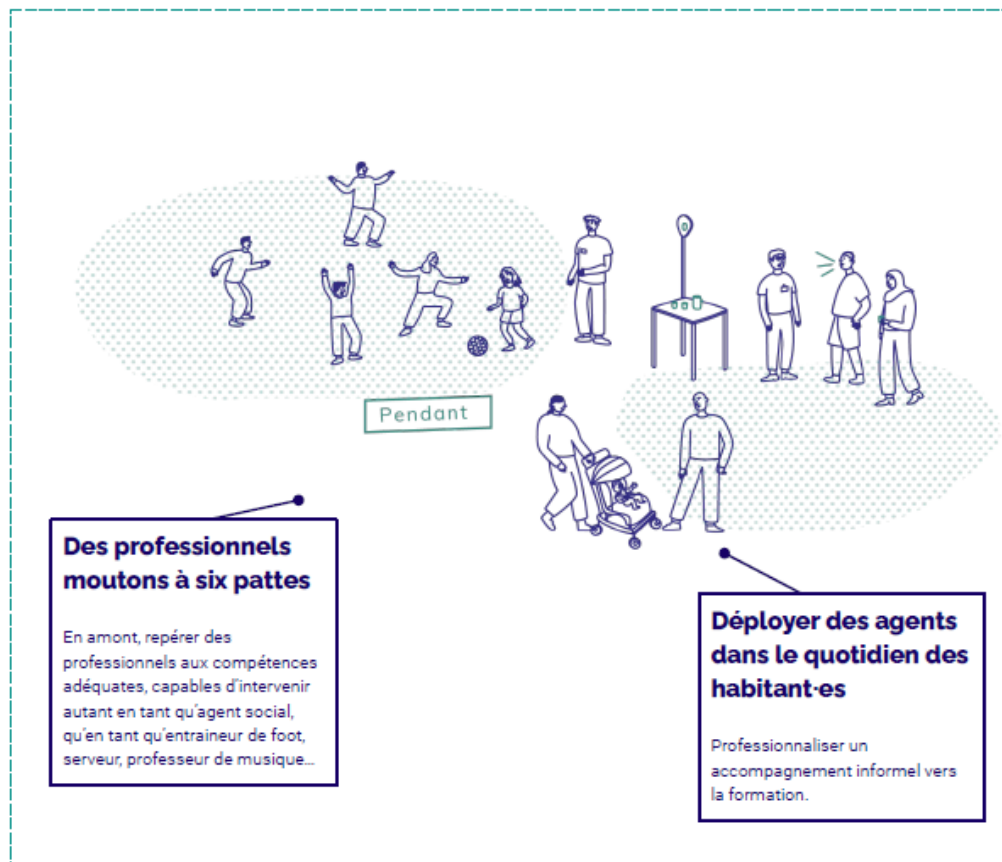 Pendant
Des professionnels
moutons à six pattes
En amont, repérer des
professionnels aux compétences
adéquates, capables d'intervenir
autant en tant qu'agent social,
qu'en tant qu'entraineur de foot,
serveur, professeur de musique...
Déployer des agents
dans le quotidien des
habitant·es
Professionnaliser un
accompagnement informel vers
la formation.